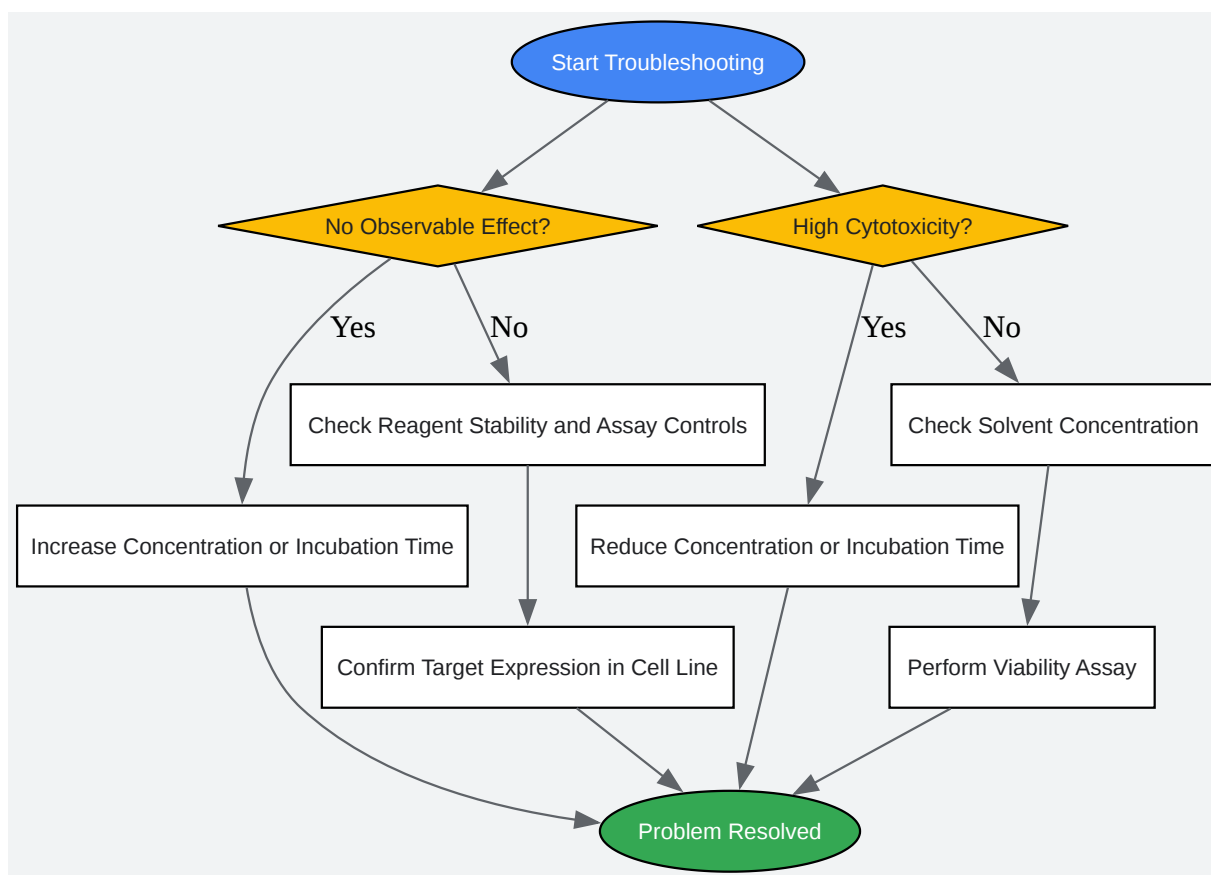 Start Troubleshooting
No Observable Effect?
High Cytotoxicity?
Yes
No
Yes
No
Check Reagent Stability and Assay Controls
Check Solvent Concentration
Increase Concentration or Incubation Time
Reduce Concentration or Incubation Time
Confirm Target Expression in Cell Line
Perform Viability Assay
Problem Resolved